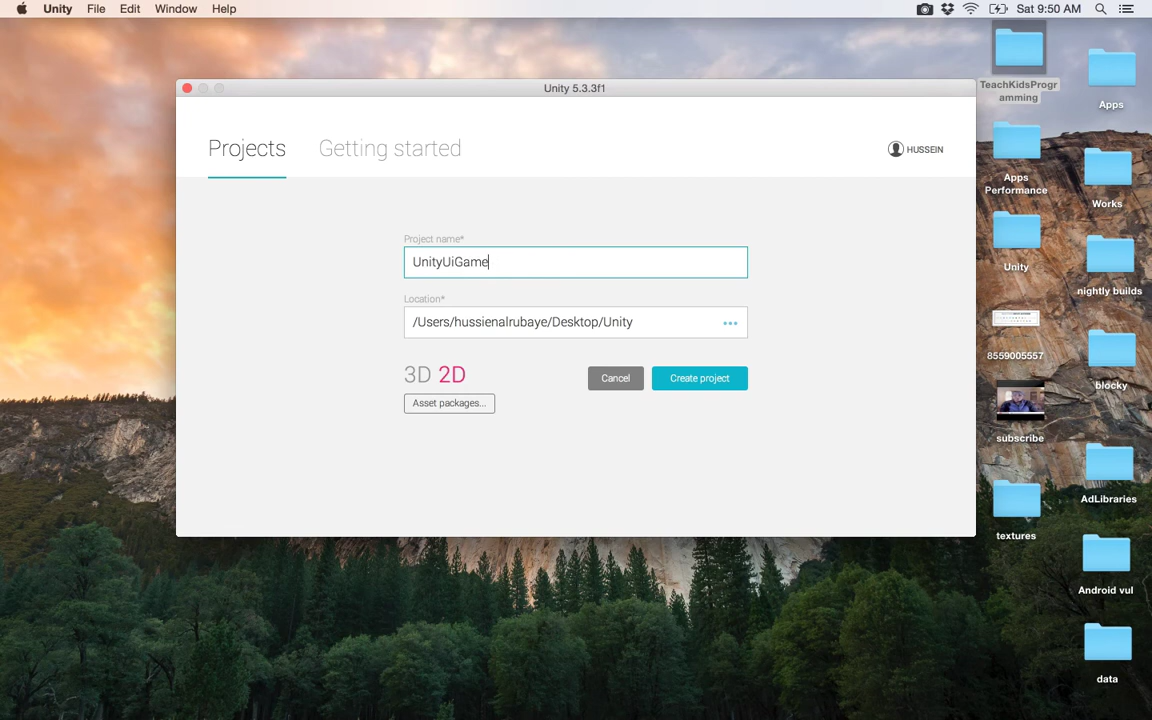 Unity File Edit Window Help Sat 9:50 AM
Unity 5.3.3f1
Projects Getting started HUSSEIN
Project name*
UnityUiGame
Location*
/Users/hussienalrubaye/Desktop/Unity
3D 2D Cancel Create project
Asset packages...
TeachKidsProgr
amming
Apps
Apps
Performance
Works
Unity
nightly builds
8559005557
blocky
subscribe
AdLibraries
textures
Android vul
data